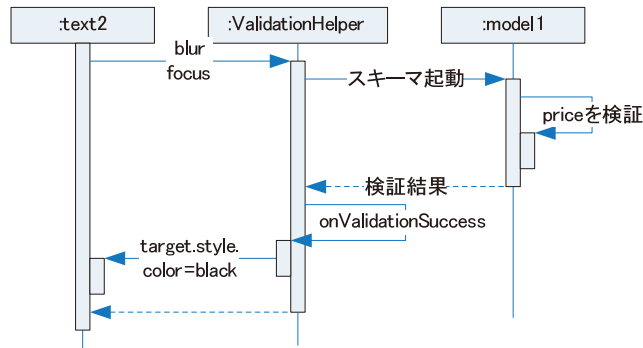 :text2
:ValidationHelper
:model1
blur
focus
スキーマ起動
priceを検証
検証結果
onValidationSuccess
target.style.
color=black